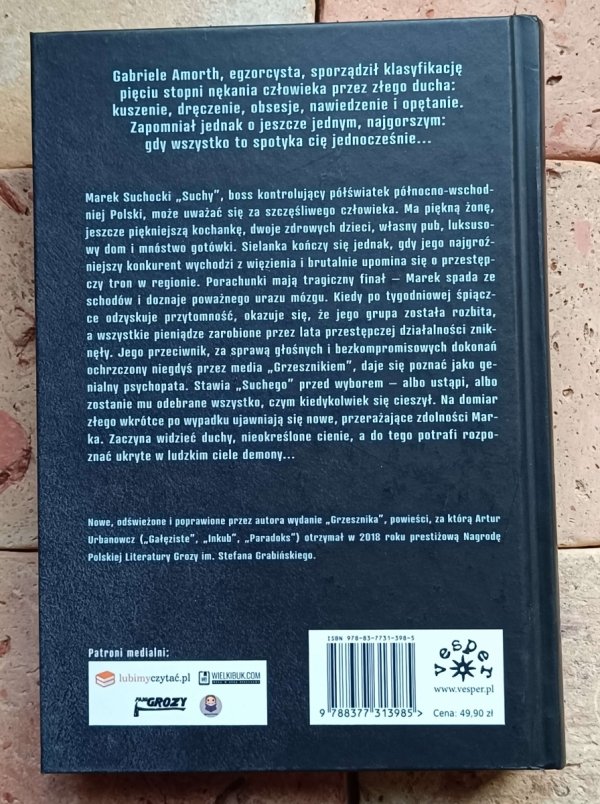 Gabriele Amorth, egzorcysta, sporządził klasyfikację
pięciu stopni nękania człowieka przez złego ducha:
kuszenie, dręczenie, obsesje, nawiedzenie i opętanie.
Zapomniał jednak o jeszcze jednym, najgorszym:
gdy wszystko to spotyka cię jednocześnie...
Marek Suchocki „Suchy”, boss kontrolujący półświatek północno-wschod-
niej Polski, może uważać się za szczęśliwego człowieka. Ma piękną żonę,
jeszcze piękniejszą kochankę, dwoje zdrowych dzieci, własny pub, luksuso-
wy dom i mnóstwo gotówki. Sielanka kończy się jednak, gdy jego najgroź-
niejszy konkurent wychodzi z więzienia i brutalnie upomina się o przestęp-
czy tron w regionie. Porachunki mają tragiczny finał – Marek spada ze
schodów i doznaje poważnego urazu mózgu. Kiedy po tygodniowej śpiącz-
ce odzyskuje przytomność, okazuje się, że jego grupa została rozbita,
a wszystkie pieniądze zarobione przez lata przestępczej działalności znik-
nęły. Jego przeciwnik, za sprawą głośnych i bezkompromisowych dokonań
ochrzczony niegdyś przez media „Grzesznikiem”, daje się poznać jako ge-
nialny psychopata. Stawia „Suchego” przed wyborem – albo ustąpi, albo
zostanie mu odebrane wszystko, czym kiedykolwiek się cieszył. Na domiar
złego wkrótce po wypadku ujawniają się nowe, przerażające zdolności Mar-
ka. Zaczyna widzieć duchy, nieokreślone cienie, a do tego potrafi rozpo-
znać ukryte w ludzkim ciele demony...
Nowe, odświeżone i poprawione przez autora wydanie „Grzesznika”, powieści, za którą Artur
Urbanowicz („Gałęziste”, „Inkub”, „Paradoks”) otrzymał w 2018 roku prestiżową Nagrodę
Polskiej Literatury Grozy im. Stefana Grabińskiego.
Patroni medialni:
lubimyczytać.pl
WIELKIBUK.COM
GROZY
ISBN 978-83-7731-398-5
9 788377 313985 >
vesper
www.vesper.pl
Cena: 49,90 zł